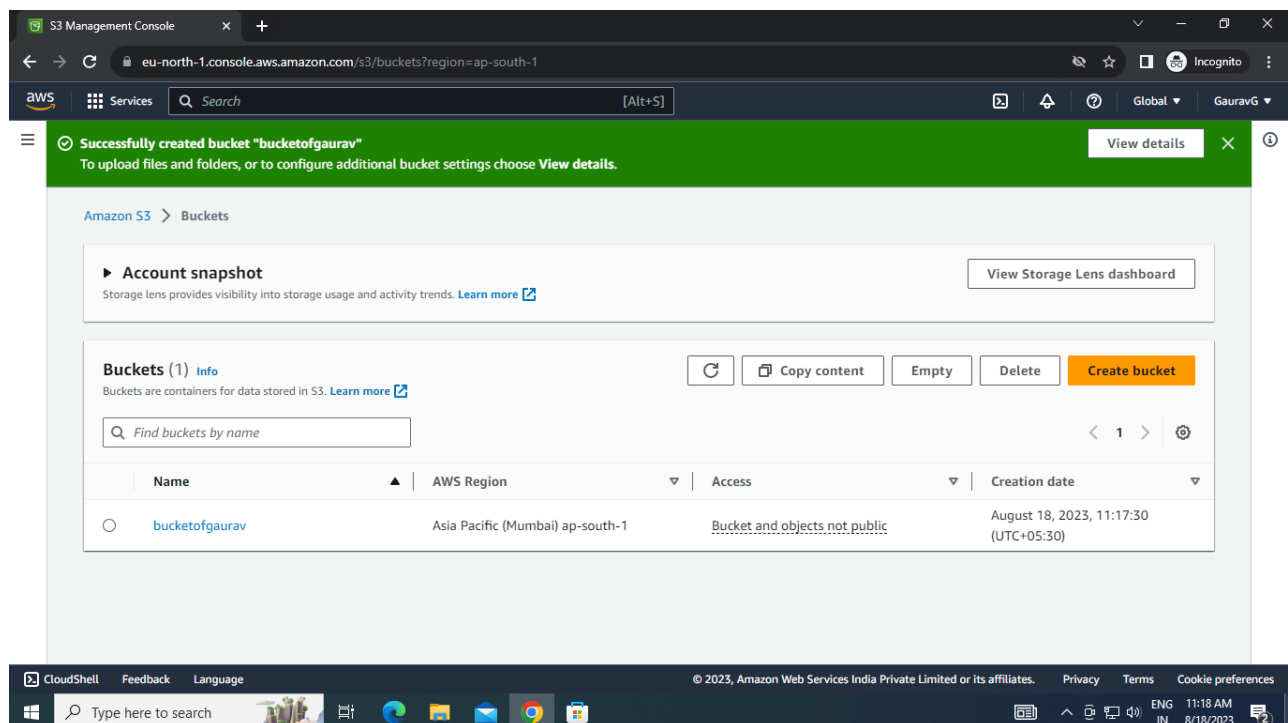 S3 Management Console
eu-north-1.console.aws.amazon.com/s3/buckets?region=ap-south-1
Incognito
aws
Services
Search
[Alt+S]
Global
GauravG
Successfully created bucket "bucketofgaurav"
To upload files and folders, or to configure additional bucket settings choose View details.
View details
Amazon S3 > Buckets
Account snapshot
Storage lens provides visibility into storage usage and activity trends. Learn more
View Storage Lens dashboard
Buckets (1) Info
Buckets are containers for data stored in S3. Learn more
Copy content
Empty
Delete
Create bucket
Find buckets by name
1
Name
AWS Region
Access
Creation date
bucketofgaurav
Asia Pacific (Mumbai) ap-south-1
Bucket and objects not public
August 18, 2023, 11:17:30
(UTC+05:30)
CloudShell
Feedback
Language
© 2023, Amazon Web Services India Private Limited or its affiliates.
Privacy
Terms
Cookie preferences
Type here to search
ENG
IN
11:18 AM
8/18/2023